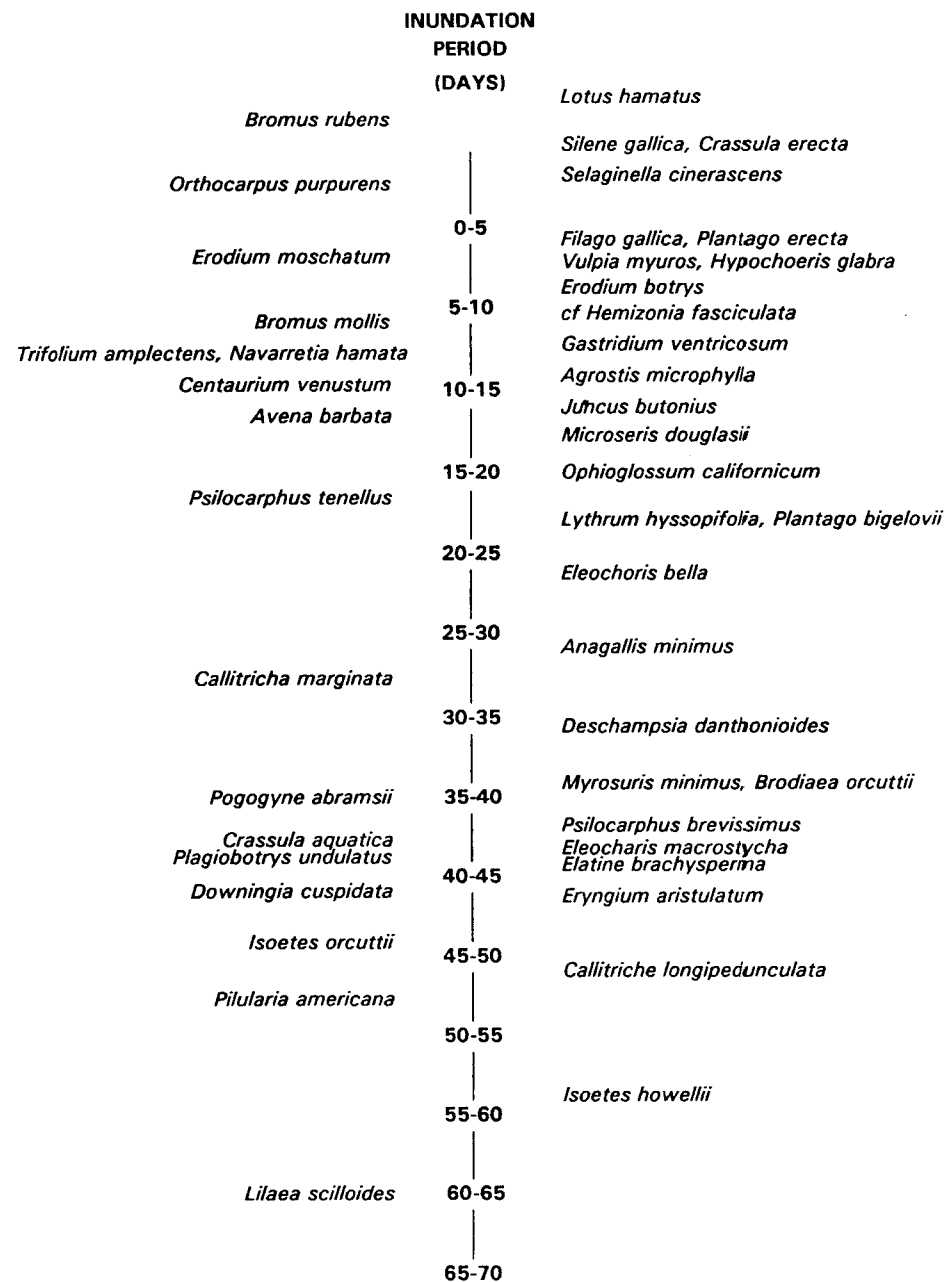 INUNDATION
PERIOD
(DAYS)
Lotus hamatus
Bromus rubens
Silene gallica, Crassula erecta
Selaginella cinerascens
Orthocarpus purpurens
0-5
Filago gallica, Plantago erecta
Erodium moschatum
Vulpia myuros, Hypochoeris glabra
Erodium botrys
5-10
cf Hemizonia fasciculata
Bromus mollis
Gastridium ventricosum
Trifolium amplectens, Navarretia hamata
Agrostis microphylla
Centaurium venustum
10-15
Juncus butonius
Avena barbata
Microseris douglasii
15-20
Ophioglossum californicum
Psilocarphus tenellus
Lythrum hyssopifolia, Plantago bigelovii
20-25
Eleochoris bella
25-30
Anagallis minimus
Callitricha marginata
30-35
Deschampsia danthonioides
Myrosuris minimus, Brodiaea orcuttii
Pogogyne abramsii
35-40
Psilocarphus brevissimus
Crassula aquatica
Eleocharis macrostycha
Plagiobotrys undulatus
Elatine brachysperma
40-45
Downingia cuspidata
Eryngium aristulatum
Isoetes orcuttii
45-50
Callitriche longipedunculata
Pilularia americana
50-55
Isoetes howellii
55-60
Lilaea scilloides
60-65
65-70